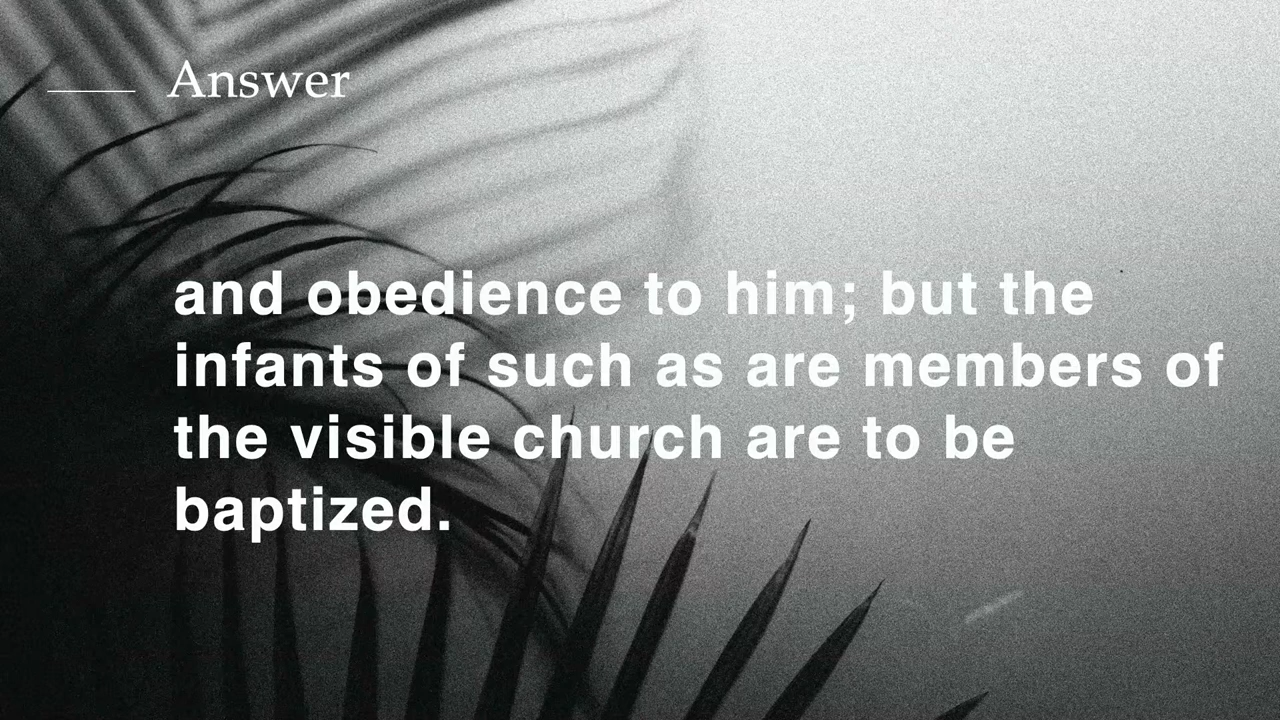 Answer
and obedience to him; but the
infants of such as are members of
the visible church are to be
baptized.